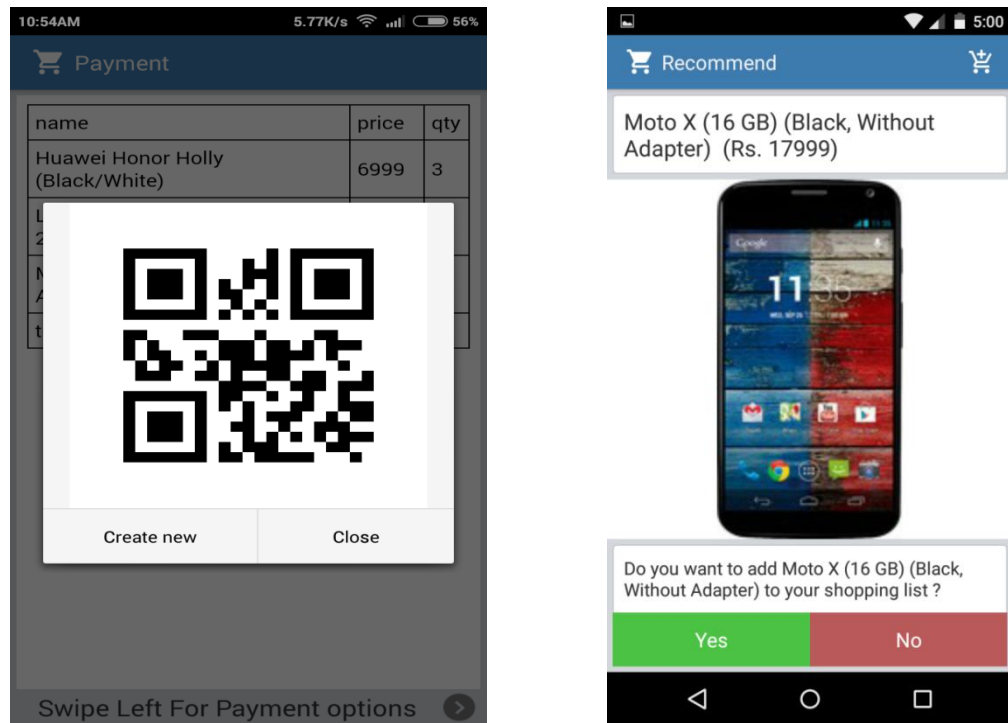 10:54AM 5.77K/s 56%
Payment
name price qty
Huawei Honor Holly
(Black/White) 6999 3
L
2
M
A
t
Create new Close
Swipe Left For Payment options
5:00
Recommend
Moto X (16 GB) (Black, Without
Adapter) (Rs. 17999)
Google
11:35
Do you want to add Moto X (16 GB) (Black,
Without Adapter) to your shopping list ?
Yes No